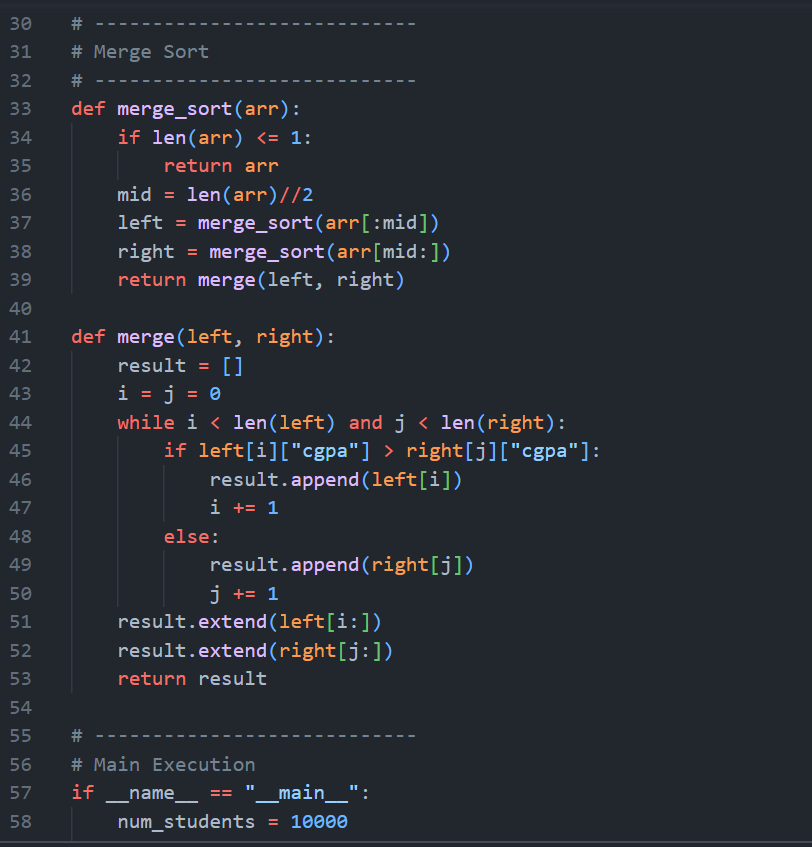 30 # ----------------------------
31 # Merge Sort
32 # ----------------------------
33 def merge_sort(arr):
34     if len(arr) <= 1:
35         return arr
36     mid = len(arr)//2
37     left = merge_sort(arr[:mid])
38     right = merge_sort(arr[mid:])
39     return merge(left, right)
40
41 def merge(left, right):
42     result = []
43     i = j = 0
44     while i < len(left) and j < len(right):
45         if left[i]["cgpa"] > right[j]["cgpa"]:
46             result.append(left[i])
47             i += 1
48         else:
49             result.append(right[j])
50             j += 1
51     result.extend(left[i:])
52     result.extend(right[j:])
53     return result
54
55 # ----------------------------
56 # Main Execution
57 if __name__ == "__main__":
58     num_students = 10000